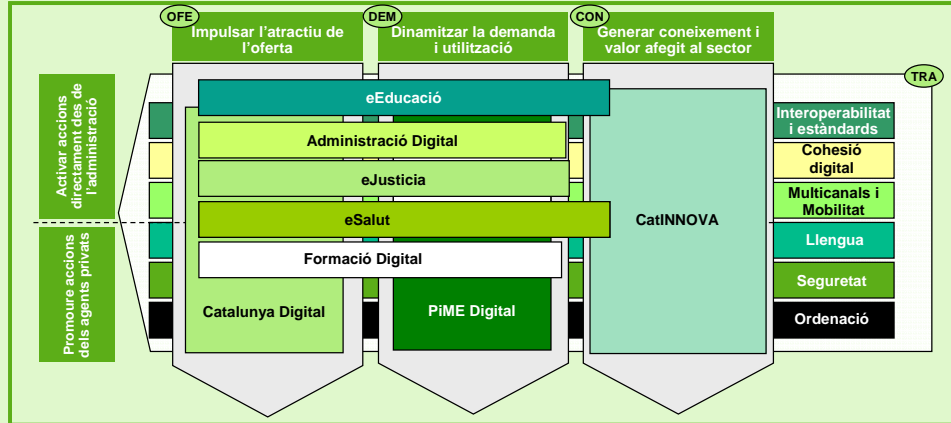 OFE
Impulsar l’atractiu de
l’oferta
DEM
Dinamitzar la demanda
i utilització
CON
Generar coneixement i
valor afegit al sector
TRA
Activar accions
directament des de
l’administració
Promoure accions
dels agents privats
eEducació
Administració Digital
eJusticia
eSalut
Formació Digital
Catalunya Digital
PiME Digital
CatINNOVA
Interoperabilitat
i estàndards
Cohesió
digital
Multicanals i
Mobilitat
Llengua
Seguretat
Ordenació